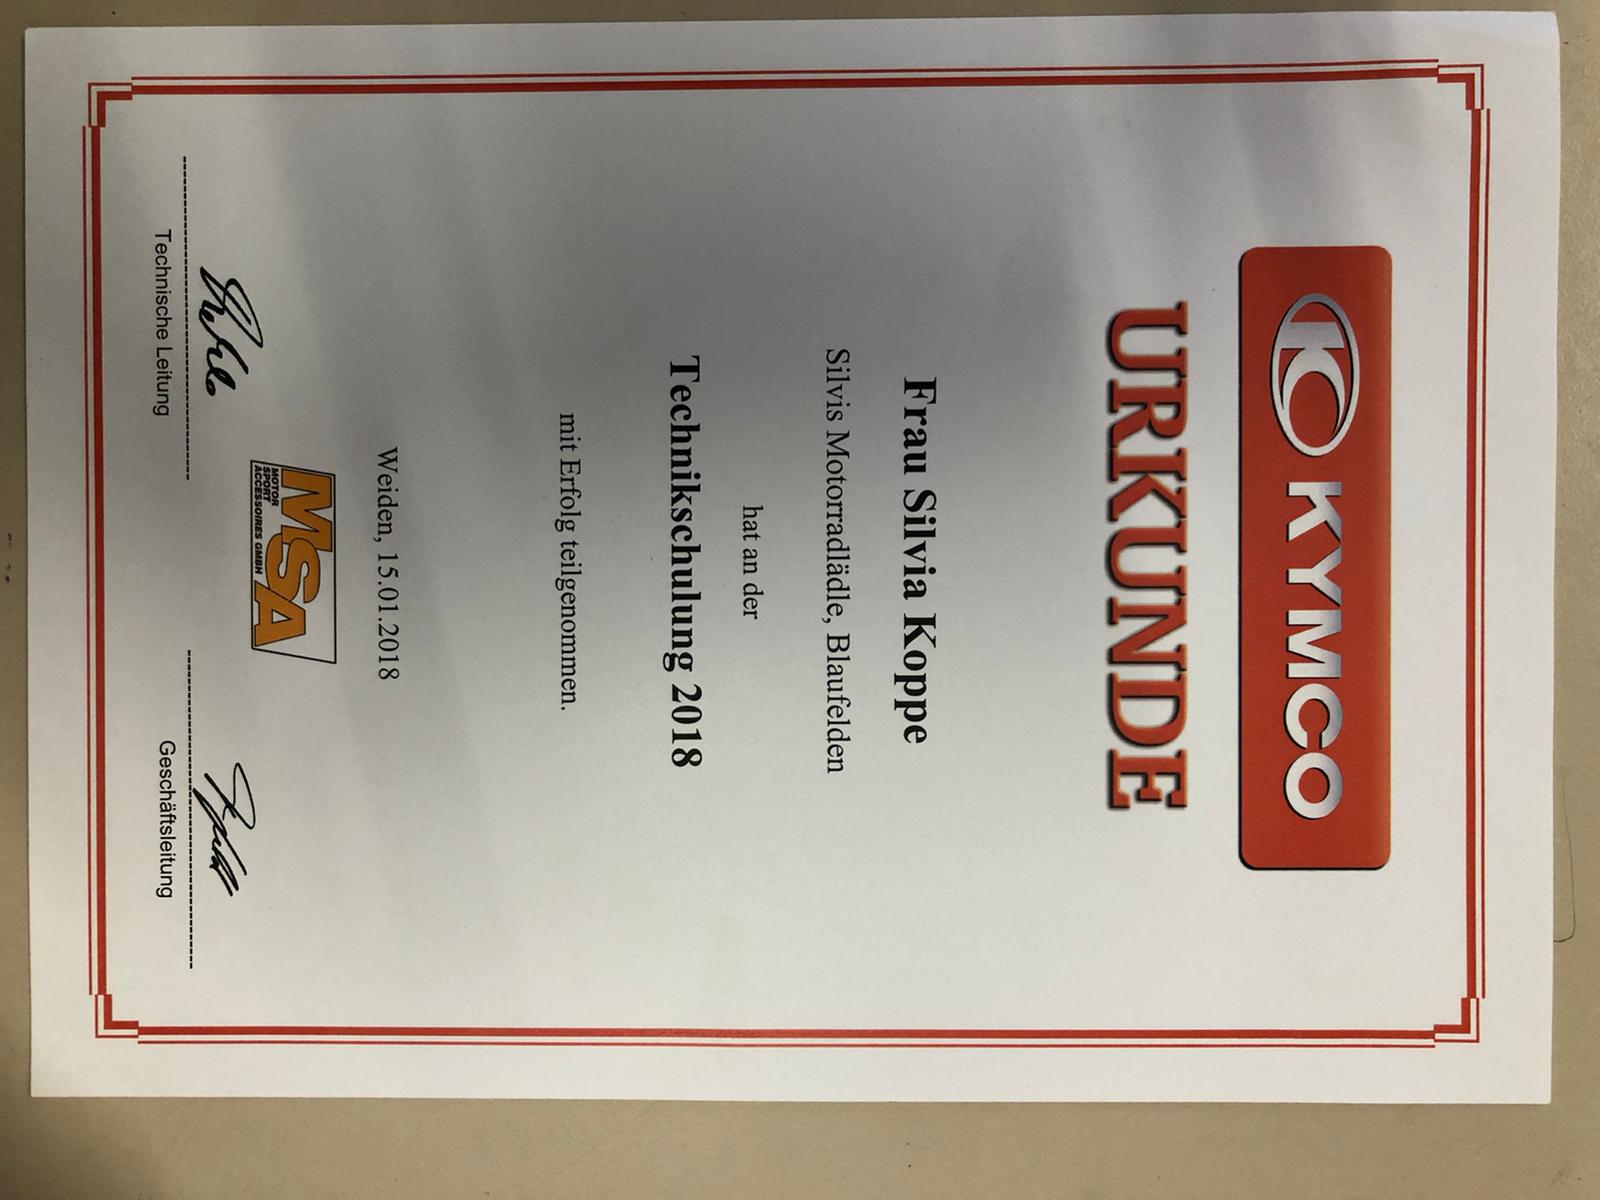 KYMCO
URKUNDE
Frau Silvia Koppe
Silvis Motorradlädle, Blaufelden
hat an der
Technikschulung 2018
mit Erfolg teilgenommen.
Weiden, 15.01.2018
MSA
MOTOR
SPORT
ACCESSOIRES GMBH
Technische Leitung
Geschäftsleitung